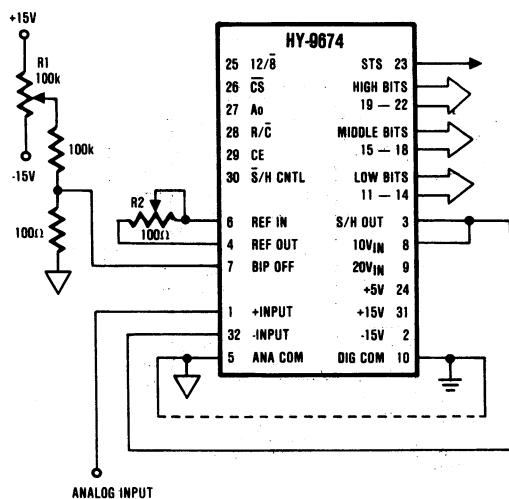 +15V
R1
100k
-15V
100k
100Ω
R2
100Ω
HY-9674
25 12/8̅
26 C̅S̅
27 Ao
28 R/C̅
29 CE
30 S̅/H CNTL
6 REF IN
4 REF OUT
7 BIP OFF
1 +INPUT
32 -INPUT
5 ANA COM
STS 23
HIGH BITS
19 — 22
MIDDLE BITS
15 — 18
LOW BITS
11 — 14
S/H OUT 3
10VIN 8
20VIN 9
+5V 24
+15V 31
-15V 2
DIG COM 10
ANALOG INPUT